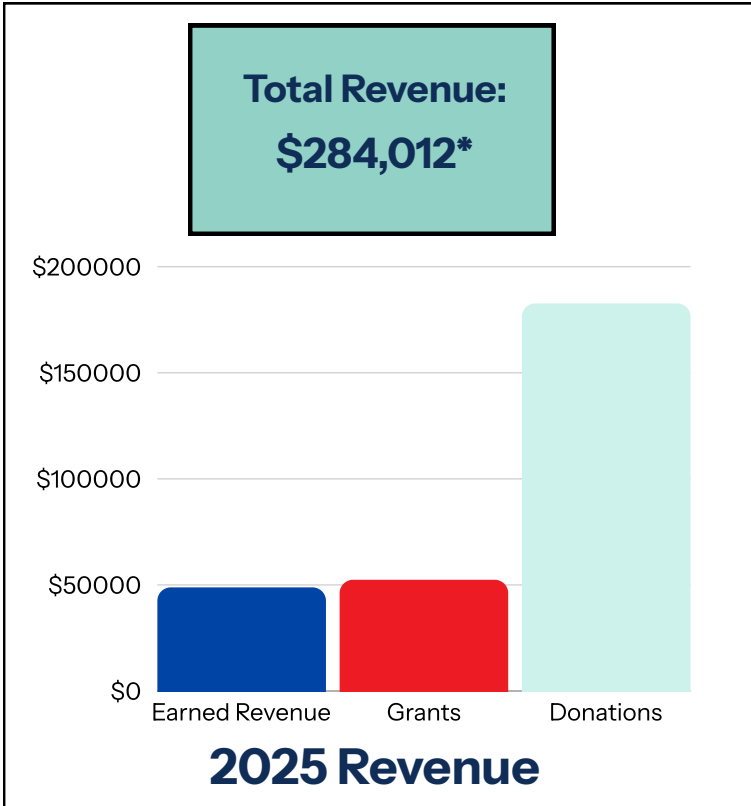 Total Revenue:
$284,012*
$200000
$150000
$100000
$50000
$0
Earned Revenue Grants Donations
2025 Revenue